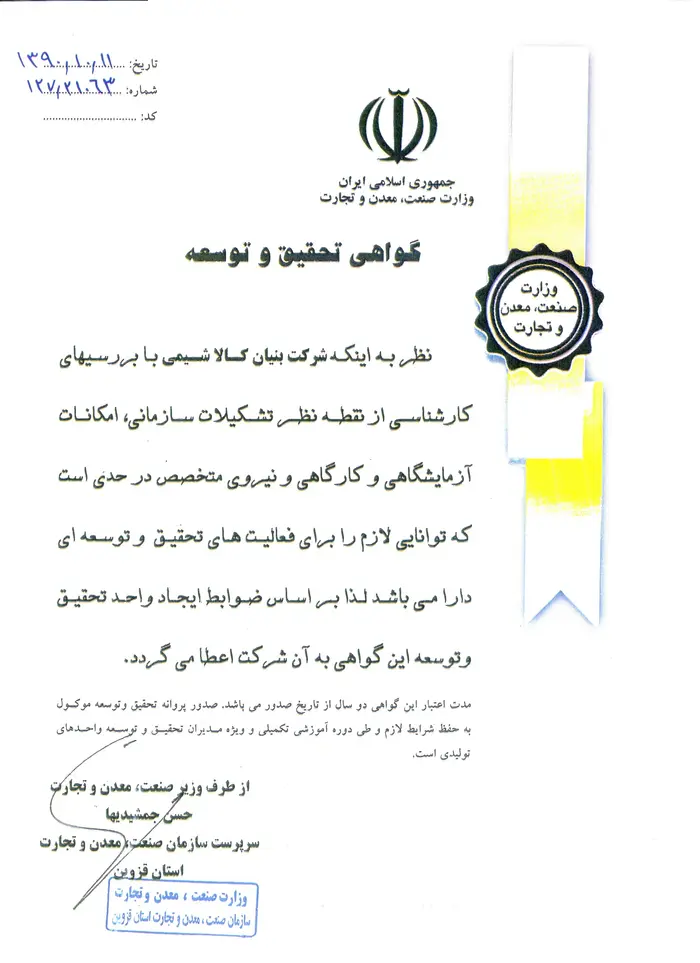 تاریخ: ۱۳۹۰/۱۰/۱۱
شماره: ۱۲۷/۲۱۰۶۳
کد: ................................
جمهوری اسلامی ایران
وزارت صنعت، معدن و تجارت
گواهی تحقیق و توسعه
وزارت
صنعت، معدن
و تجارت
نظر به اینکه شرکت بنیان کالا شیمی با بررسیهای
کارشناسی از نقطه نظر تشکیلات سازمانی، امکانات
آزمایشگاهی و کارگاهی و نیروی متخصص در حدی است
که توانایی لازم را برای فعالیت های تحقیق و توسعه ای
دارا می باشد لذا بر اساس ضوابط ایجاد واحد تحقیق
وتوسعه این گواهی به آن شرکت اعطا می گردد.
مدت اعتبار این گواهی دو سال از تاریخ صدور می باشد. صدور پروانه تحقیق وتوسعه موکول
به حفظ شرایط لازم و طی دوره آموزشی تکمیلی و ویژه مدیران تحقیق و توسعه واحدهای
تولیدی است.
از طرف وزیر صنعت، معدن و تجارت
حسن جمشیدیها
سرپرست سازمان صنعت، معدن و تجارت
استان قزوین
وزارت صنعت ، معدن و تجارت
سازمان صنعت ، معدن و تجارت استان قزوین